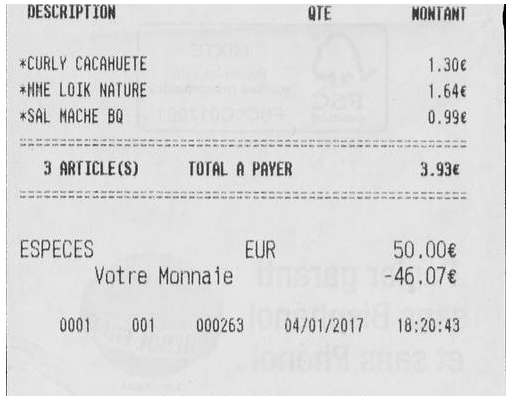 DESCRIPTION QTE MONTANT
*CURLY CACAHUETE 1.30€
*MME LOIK NATURE 1.64€
*SAL MACHE BQ 0.99€
3 ARTICLE(S) TOTAL A PAYER 3.93€
ESPECES EUR 50.00€
Votre Monnaie -46.07€
0001 001 000263 04/01/2017 18:20:43